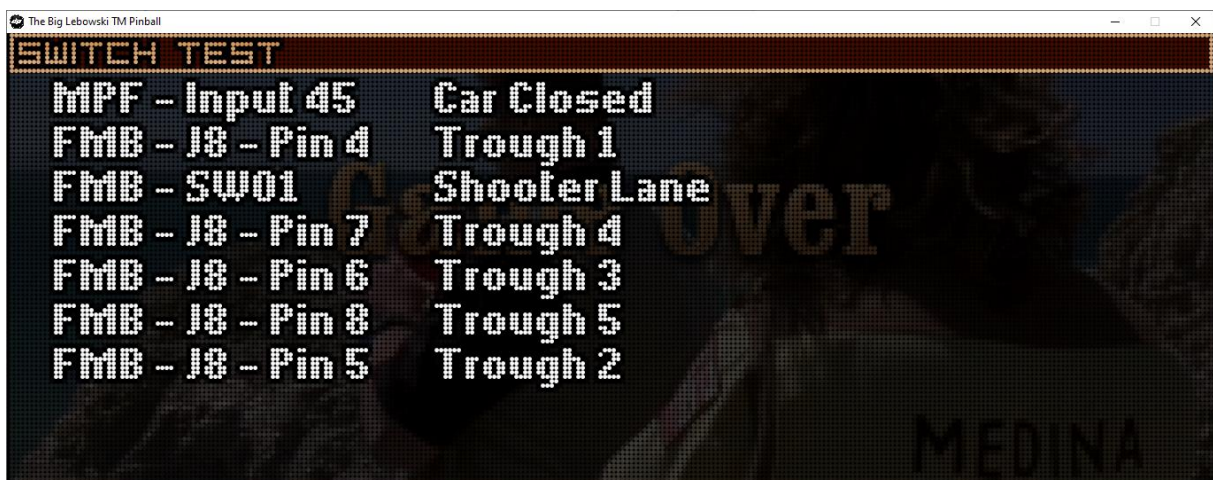 The Big Lebowski TM Pinball
SWITCH TEST
MPF - Input 45 Car Closed
FMB - J8 - Pin 4 Trough 1
FMB - SW01 Shooter Lane
FMB - J8 - Pin 7 Trough 4
FMB - J8 - Pin 6 Trough 3
FMB - J8 - Pin 8 Trough 5
FMB - J8 - Pin 5 Trough 2
Game Over
MEDINA